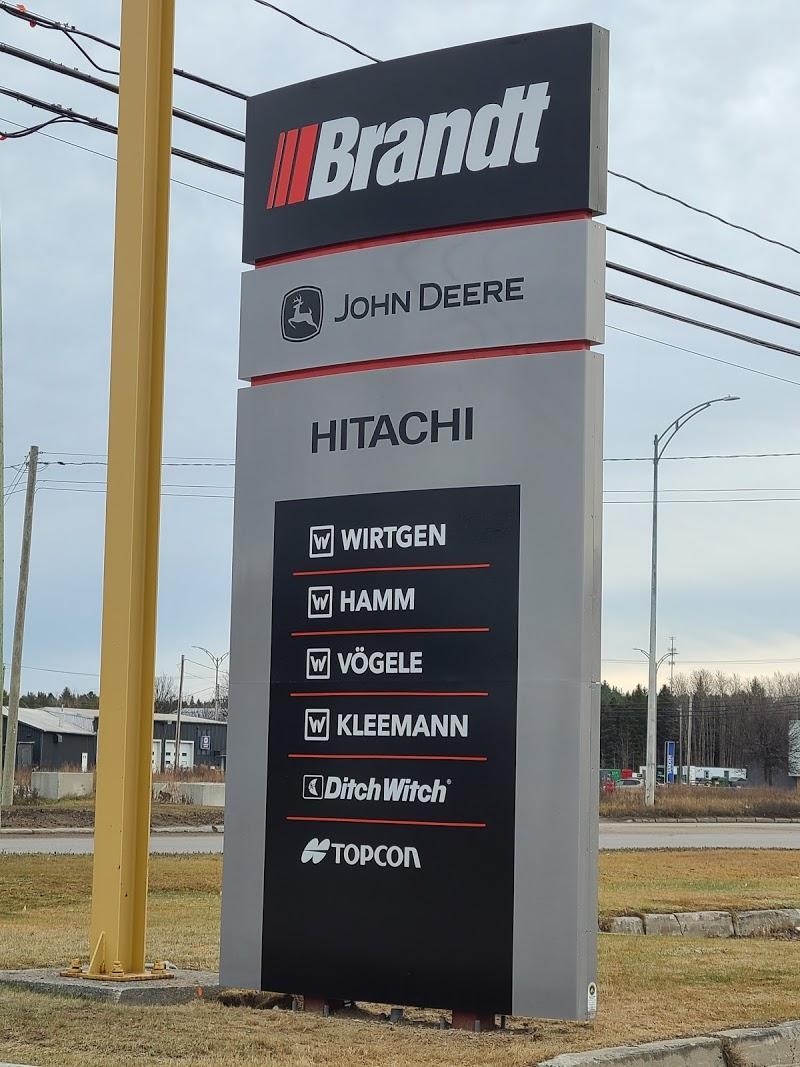 Brandt
JOHN DEERE
HITACHI
W WIRTGEN
W HAMM
W VÖGELE
W KLEEMANN
DitchWitch®
TOPCON